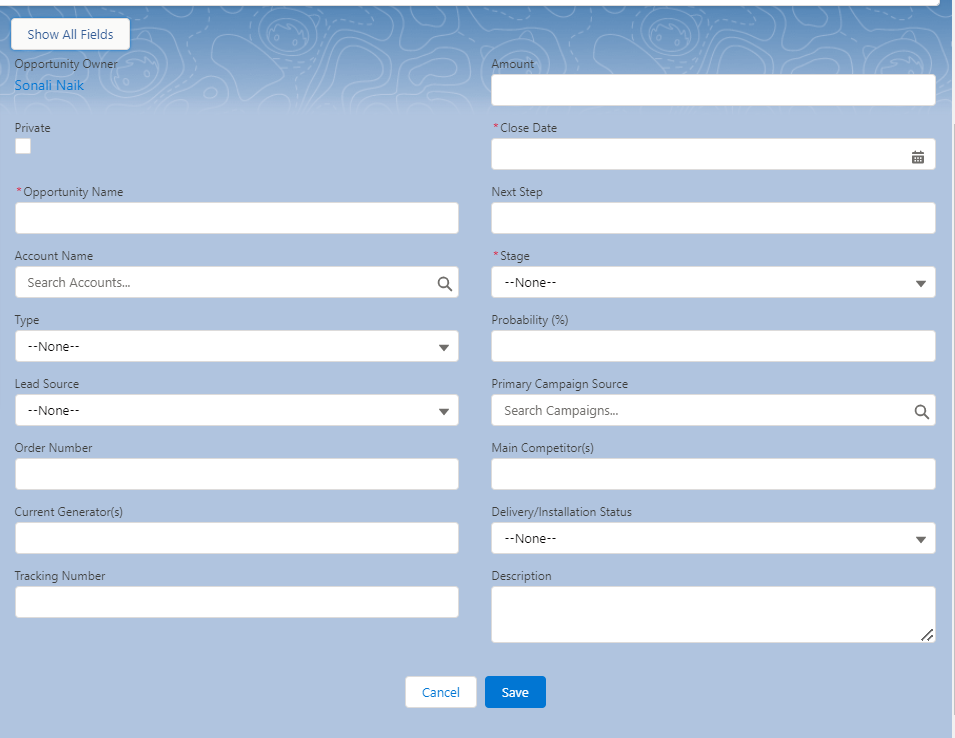 Show All Fields
Opportunity Owner
Sonali Naik
Amount
Private
*Close Date
*Opportunity Name
Next Step
Account Name
Search Accounts...
*Stage
--None--
Type
--None--
Probability (%)
Lead Source
--None--
Primary Campaign Source
Search Campaigns...
Order Number
Main Competitor(s)
Current Generator(s)
Delivery/Installation Status
--None--
Tracking Number
Description
Cancel
Save